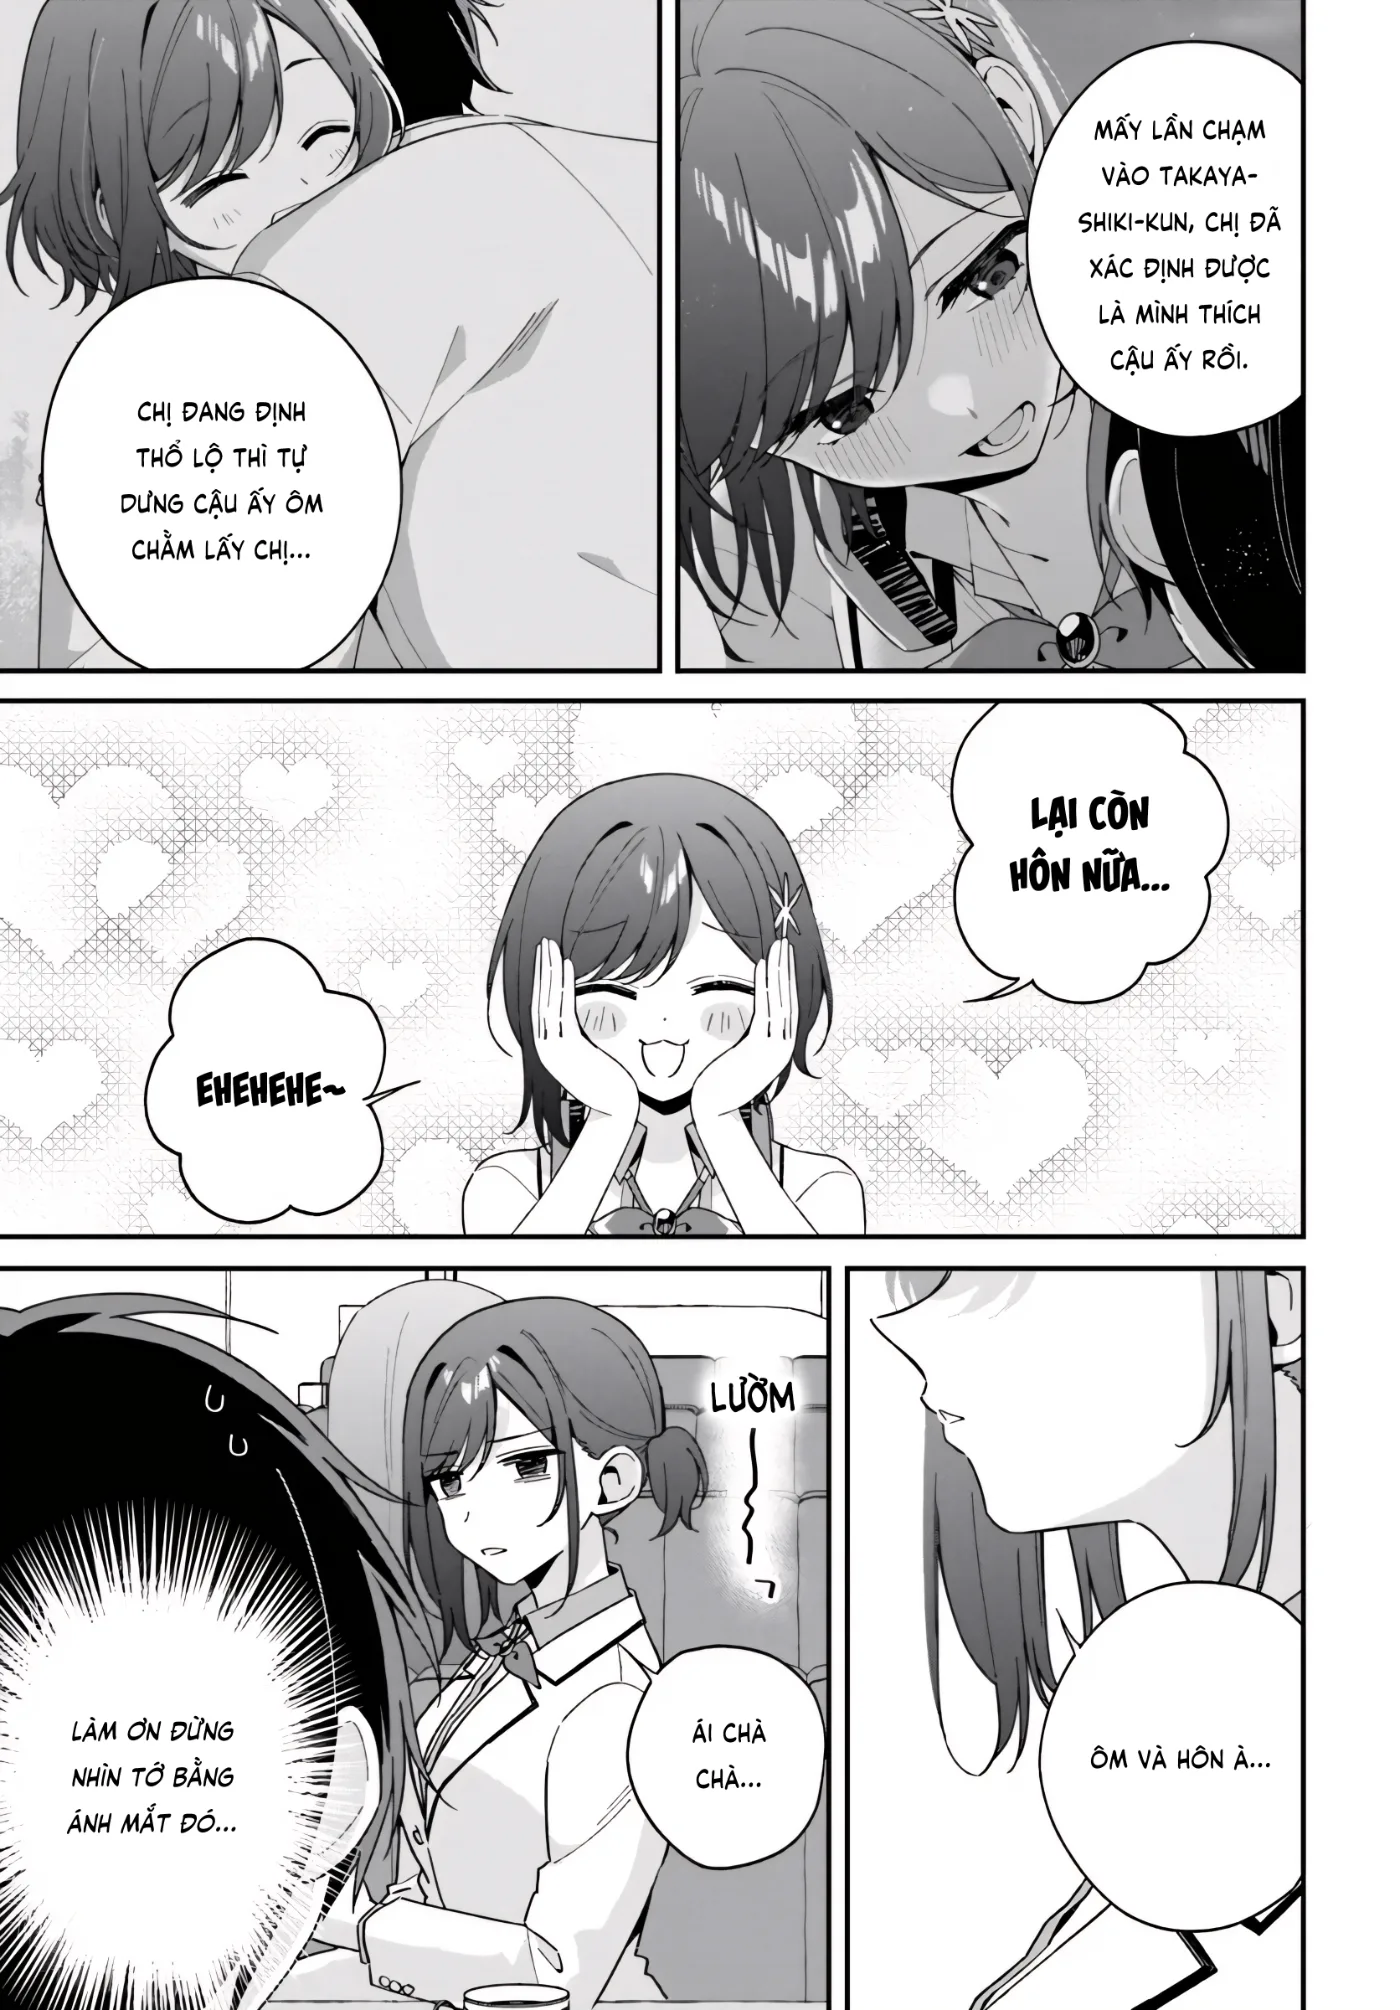 MẤY LẦN CHẠM
VÀO TAKAYA-
SHIKI-KUN, CHỊ ĐÃ
XÁC ĐỊNH ĐƯỢC
LÀ MÌNH THÍCH
CẬU ẤY RỒI.
CHỊ ĐANG ĐỊNH
THỔ LỘ THÌ TỰ
DƯNG CẬU ẤY ÔM
CHẰM LẤY CHỊ...
LẠI CÒN
HÔN NỮA...
EHEHEHE~
ÔM VÀ HÔN À...
LƯỜM
ÁI CHÀ
CHÀ...
LÀM ƠN ĐỪNG
NHÌN TỚ BẰNG
ÁNH MẮT ĐÓ...